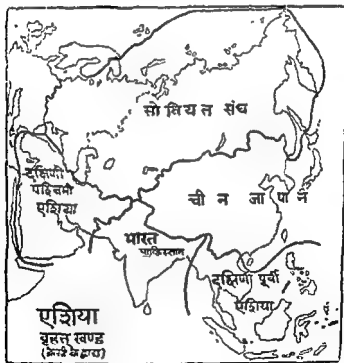 सोवियत संघ
दक्षिणी
पश्चिमी
एशिया
चीन जापान
भारत
पाकिस्तान
दक्षिणी पूर्वी
एशिया
एशिया
वृहत्त खण्ड